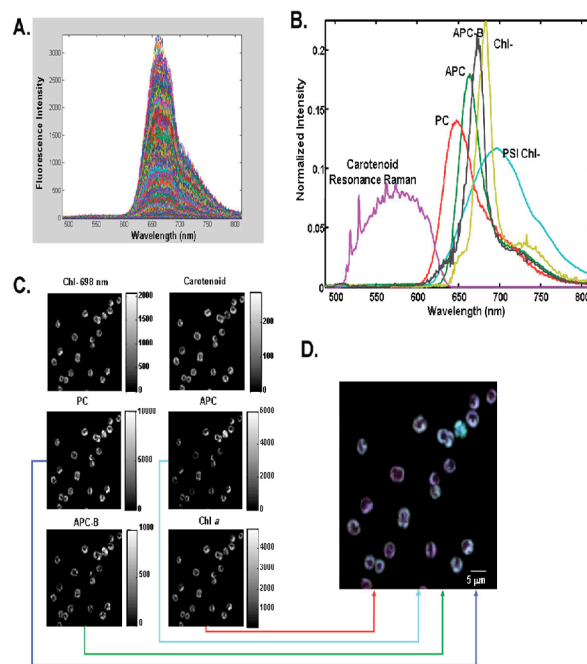 A.
Fluorescence Intensity
3000
2500
2000
1500
1000
500
0
500 550 600 650 700 750 800
Wavelength (nm)
B.
Normalized Intensity
0.2
0.15
0.1
0.05
0
APC-B
Chl-
APC
PC
PSI Chl-
Carotenoid
Resonance Raman
500 550 600 650 700 750 800
Wavelength (nm)
C.
Chl- 698 nm
2000
1500
1000
500
0
Carotenoid
200
100
0
PC
10000
5000
0
APC
6000
4000
2000
0
APC-B
1000
500
0
Chl a
4000
3000
2000
1000
D.
5 µm